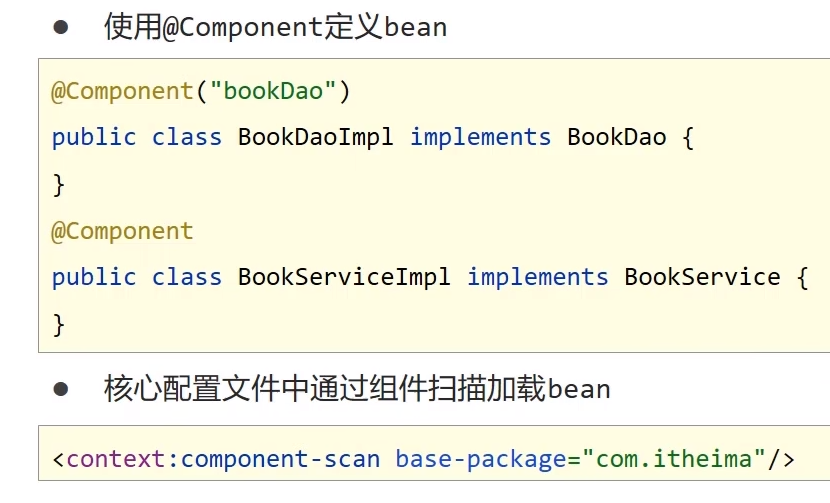 ● 使用@Component定义bean
@Component("bookDao")
public class BookDaoImpl implements BookDao {
}
@Component
public class BookServiceImpl implements BookService {
}
● 核心配置文件中通过组件扫描加载bean
<context:component-scan base-package="com.itheima"/>